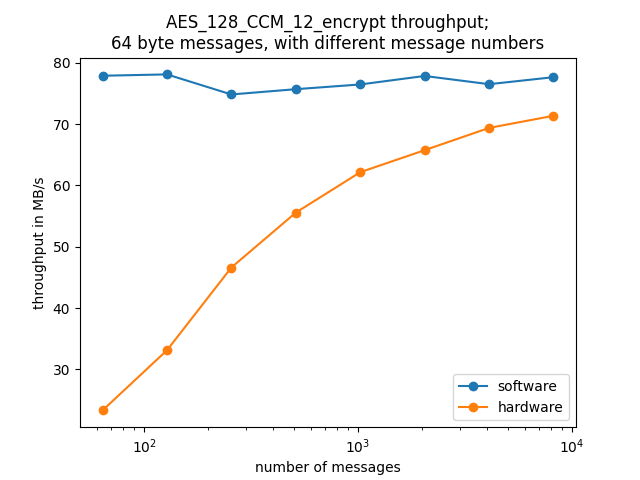 AES_128_CCM_12_encrypt throughput;
64 byte messages, with different message numbers
80
70
60
50
40
30
throughput in MB/s
software
hardware
10²
10³
10⁴
number of messages